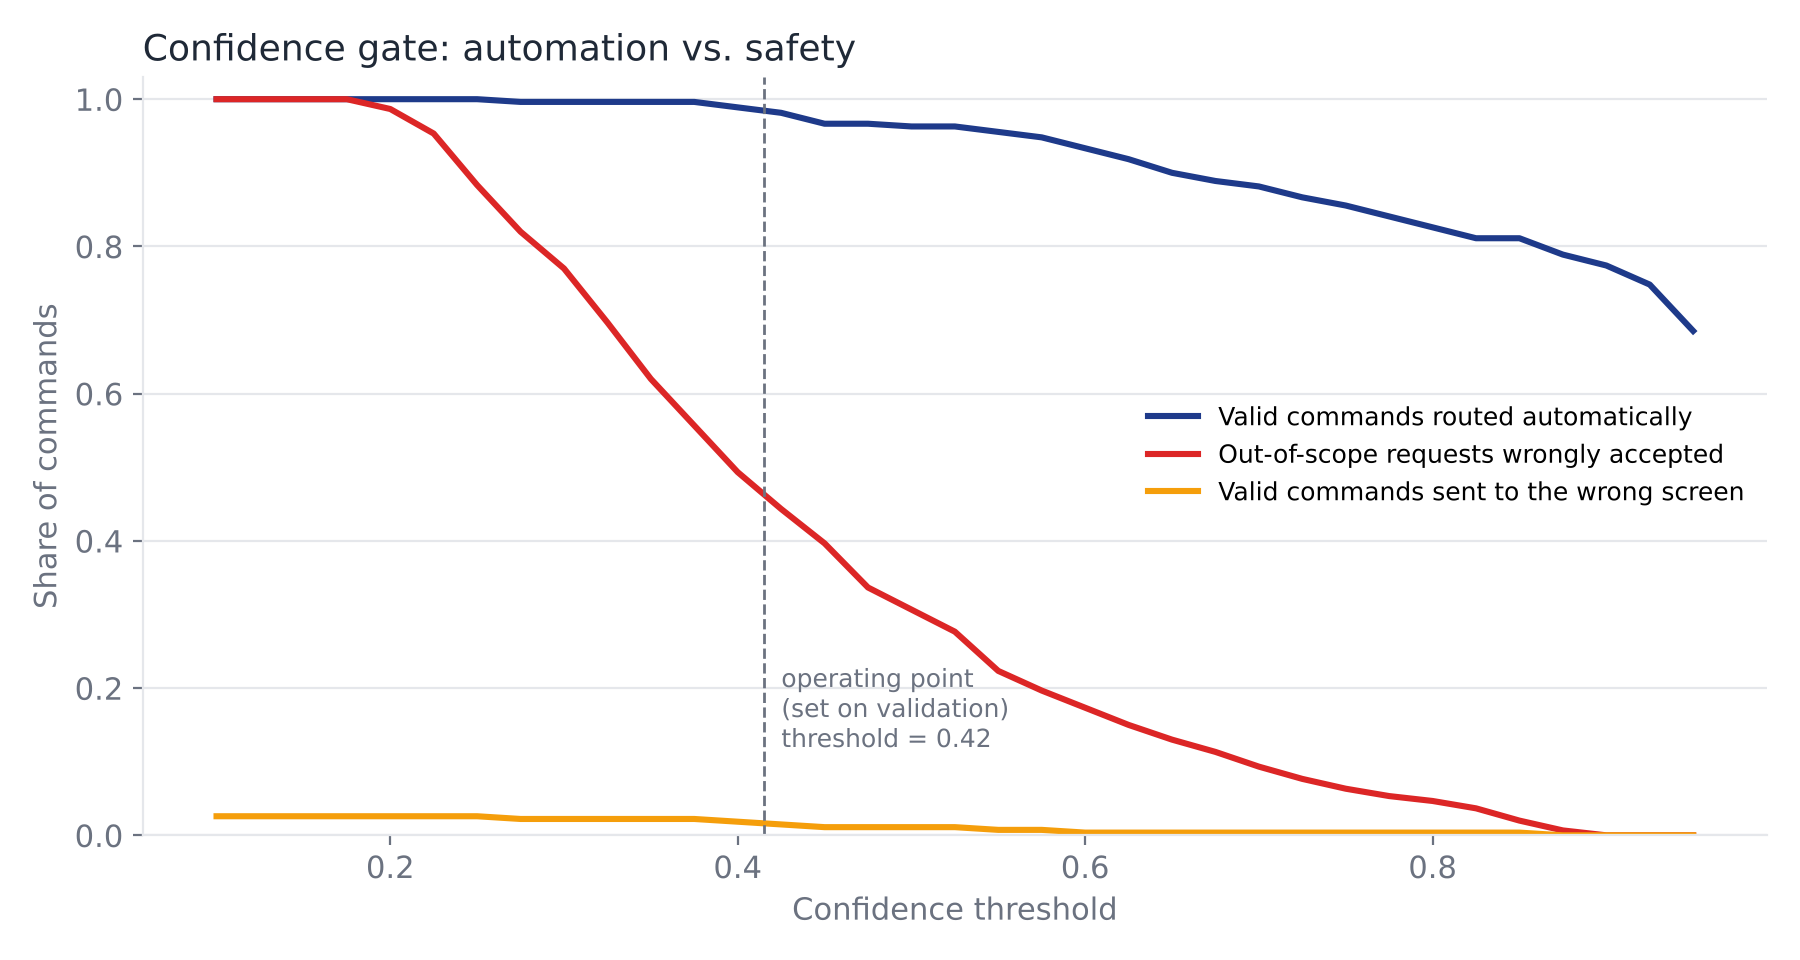 Confidence gate: automation vs. safety
1.0
0.8
0.6
0.4
0.2
0.0
Share of commands
Valid commands routed automatically
Out-of-scope requests wrongly accepted
Valid commands sent to the wrong screen
operating point
(set on validation)
threshold = 0.42
0.2
0.4
0.6
0.8
Confidence threshold